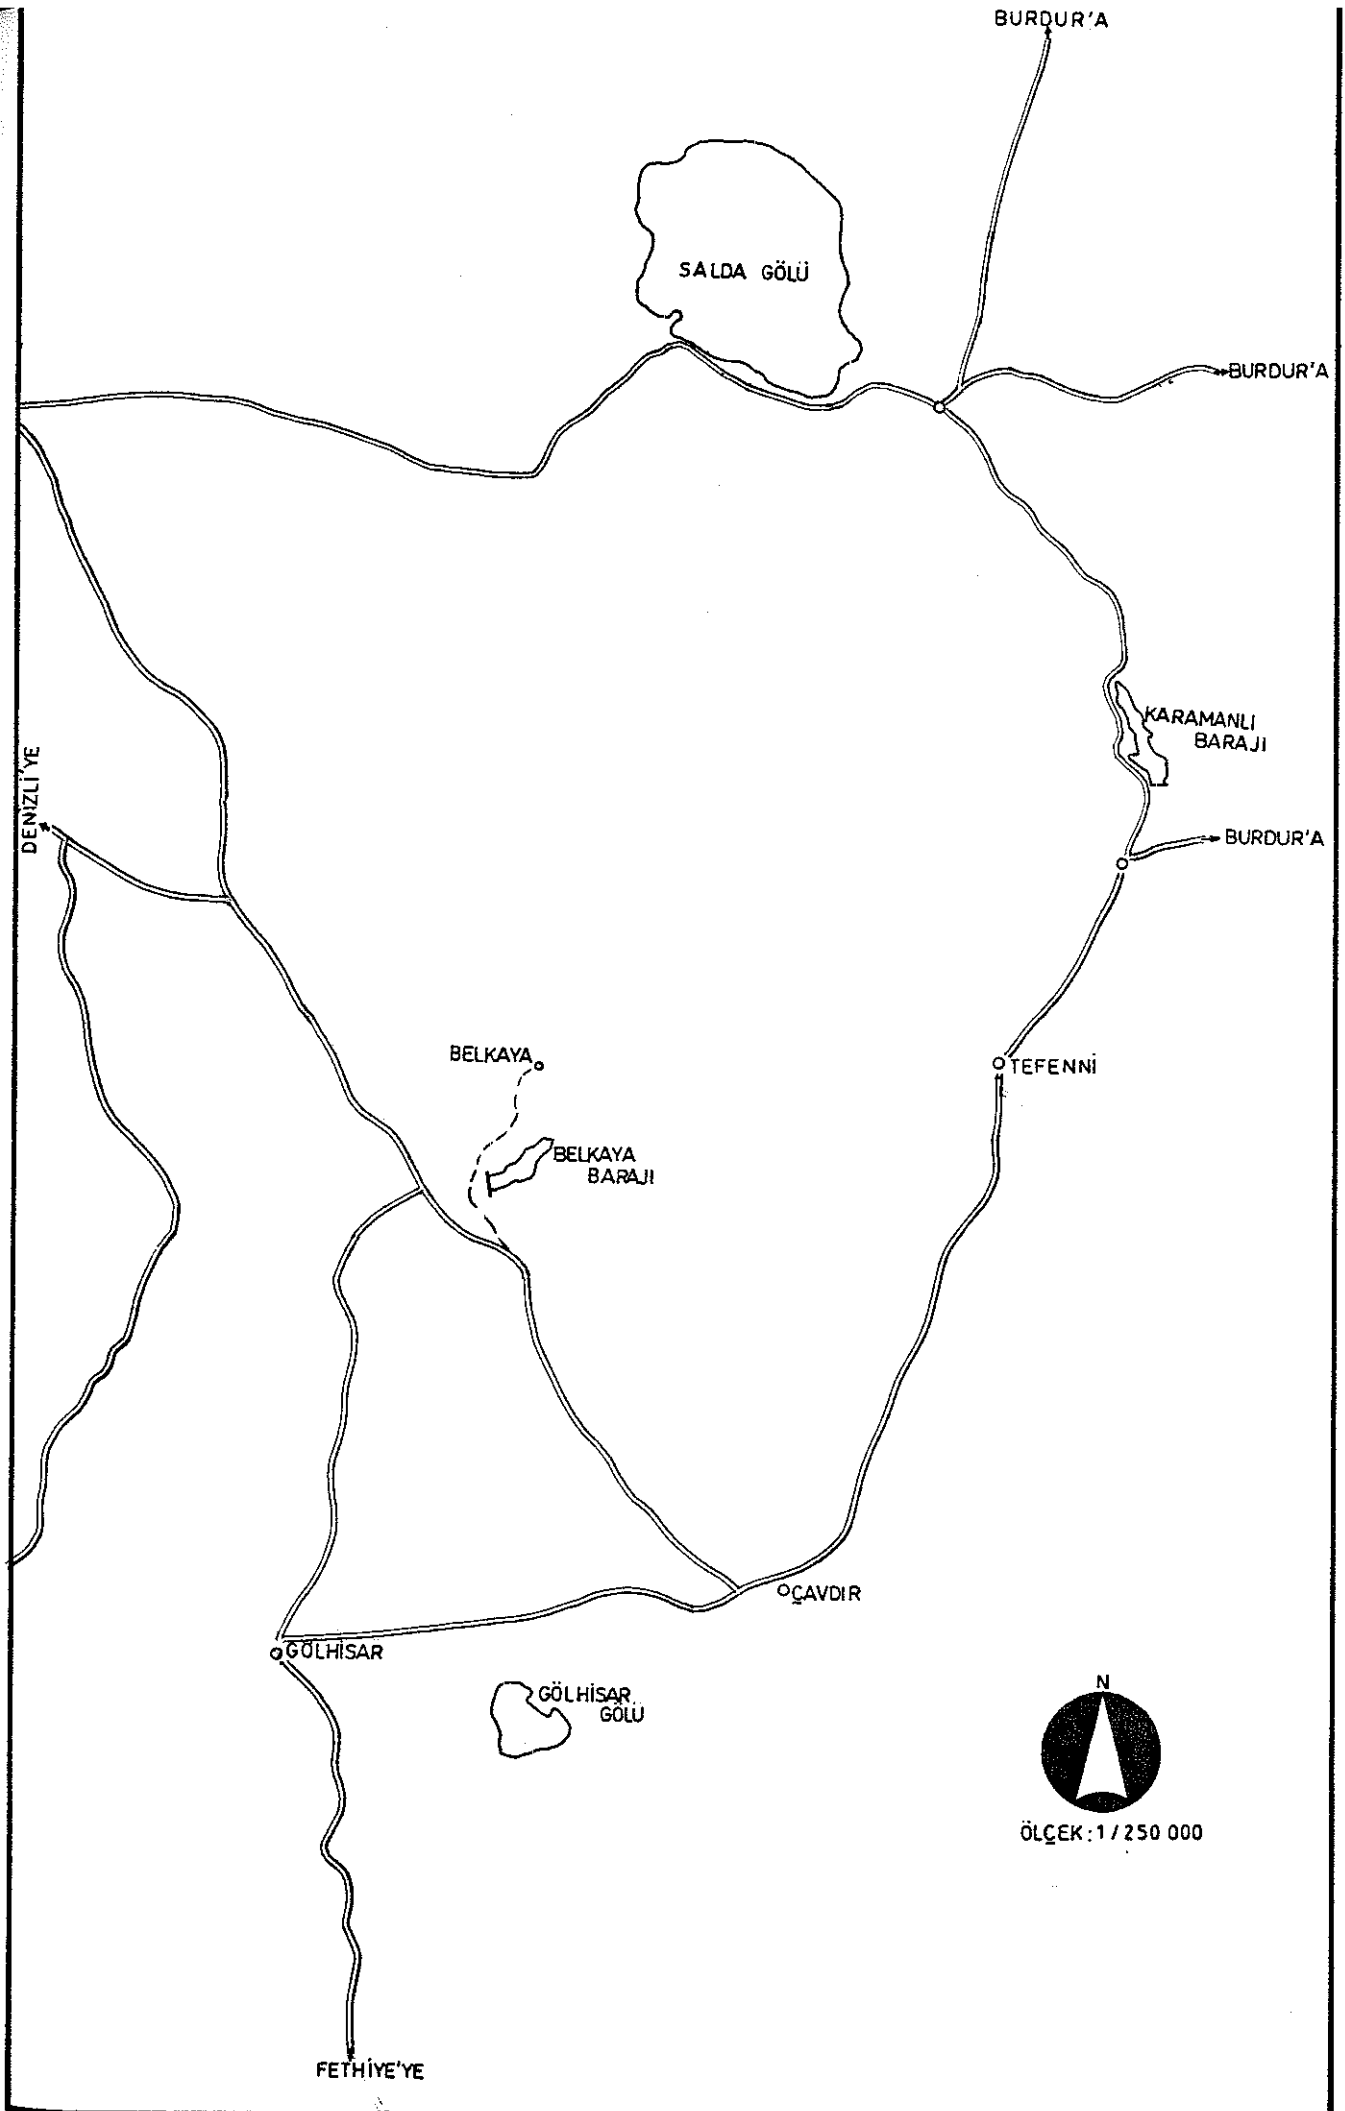 BURDUR'A
SALDA GÖLÜ
BURDUR'A
KARAMANLI
BARAJI
DENİZLİ'YE
BURDUR'A
BELKAYA
TEFENNİ
BELKAYA
BARAJI
ÇAVDIR
GÖLHİSAR
GÖLHİSAR
GÖLÜ
N
ÖLÇEK: 1 / 250 000
FETHİYE'YE